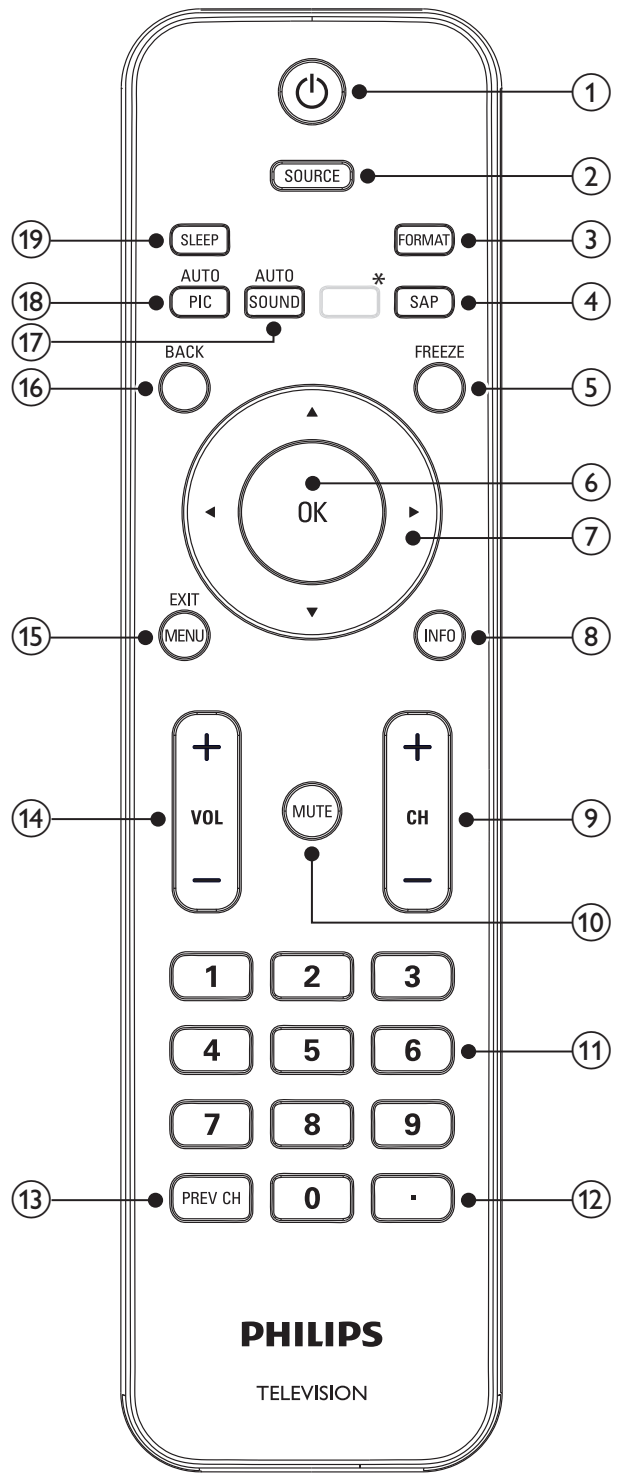 1
SOURCE
2
19
SLEEP
FORMAT
3
AUTO
AUTO
*
18
PIC
SOUND
SAP
4
17
BACK
FREEZE
16
5
6
OK
7
EXIT
15
MENU
INFO
8
+
+
14
VOL
MUTE
CH
9
−
−
10
1
2
3
4
5
6
11
7
8
9
13
PREV CH
0
.
12
PHILIPS
TELEVISION